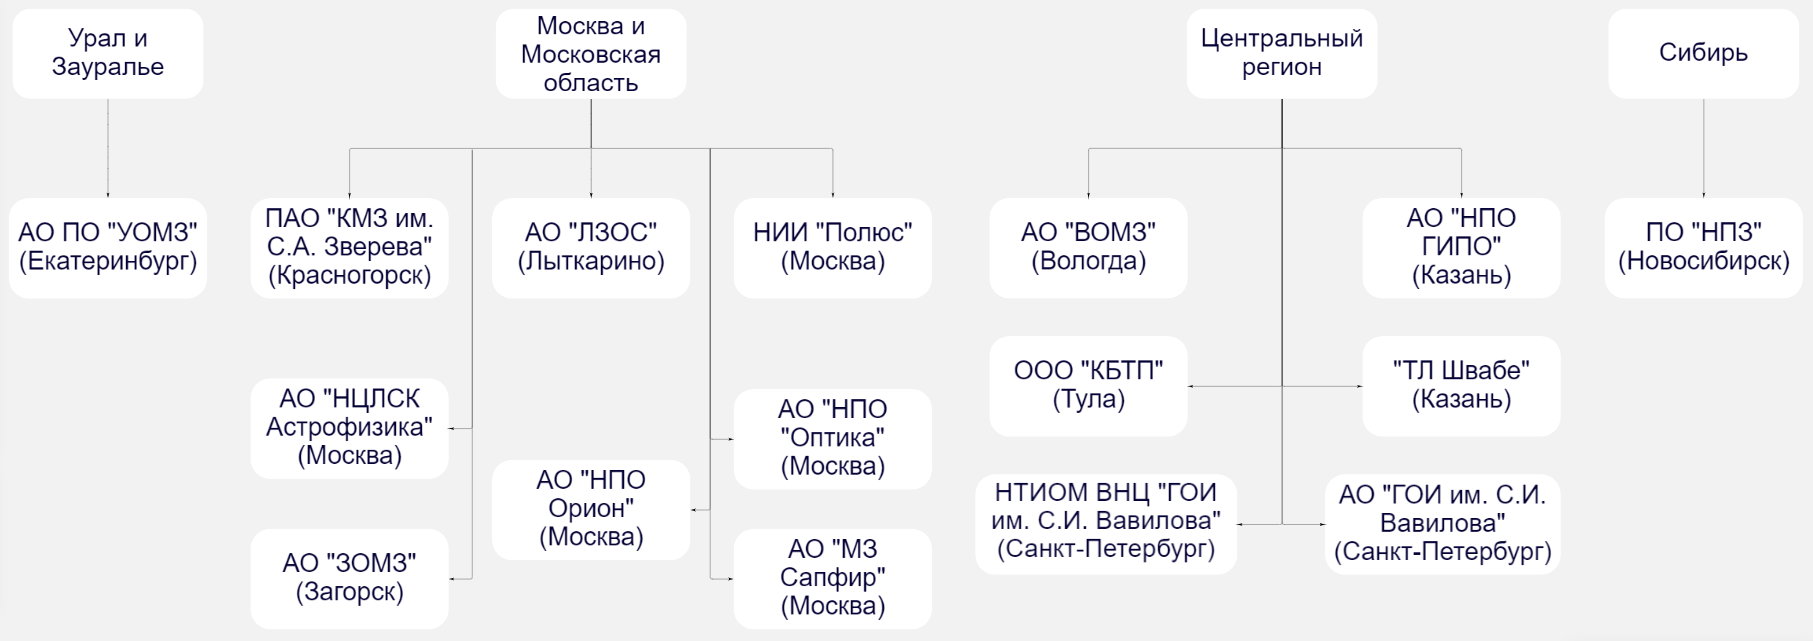 Урал и
Зауралье
Москва и
Московская
область
Центральный
регион
Сибирь
АО ПО "УОМЗ"
(Екатеринбург)
ПАО "КМЗ им.
С.А. Зверева"
(Красногорск)
АО "ЛЗОС"
(Лыткарино)
НИИ "Полюс"
(Москва)
АО "ВОМЗ"
(Вологда)
АО "НПО
ГИПО"
(Казань)
ПО "НПЗ"
(Новосибирск)
АО "НЦЛСК
Астрофизика"
(Москва)
АО "НПО
"Оптика"
(Москва)
ООО "КБТП"
(Тула)
"ТЛ Швабе"
(Казань)
АО "НПО
Орион"
(Москва)
НТИОМ ВНЦ "ГОИ
им. С.И. Вавилова"
(Санкт-Петербург)
АО "ГОИ им. С.И.
Вавилова"
(Санкт-Петербург)
АО "ЗОМЗ"
(Загорск)
АО "МЗ
Сапфир"
(Москва)